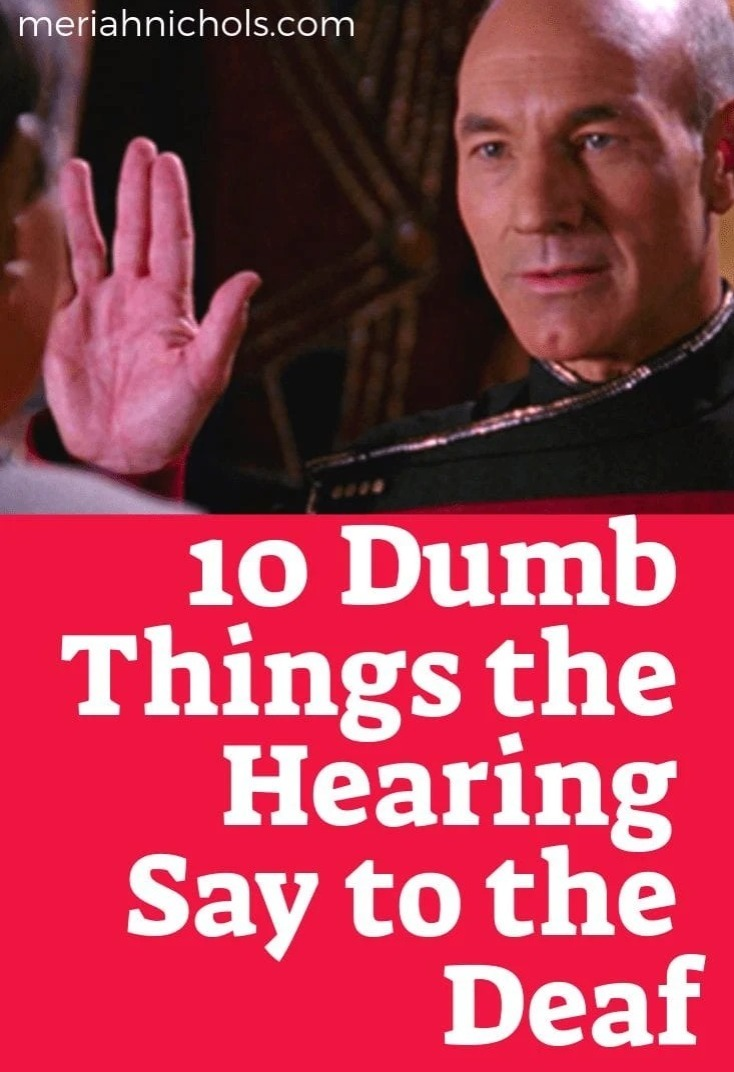 meriahnichols.com
10 Dumb
Things the
Hearing
Say to the
Deaf